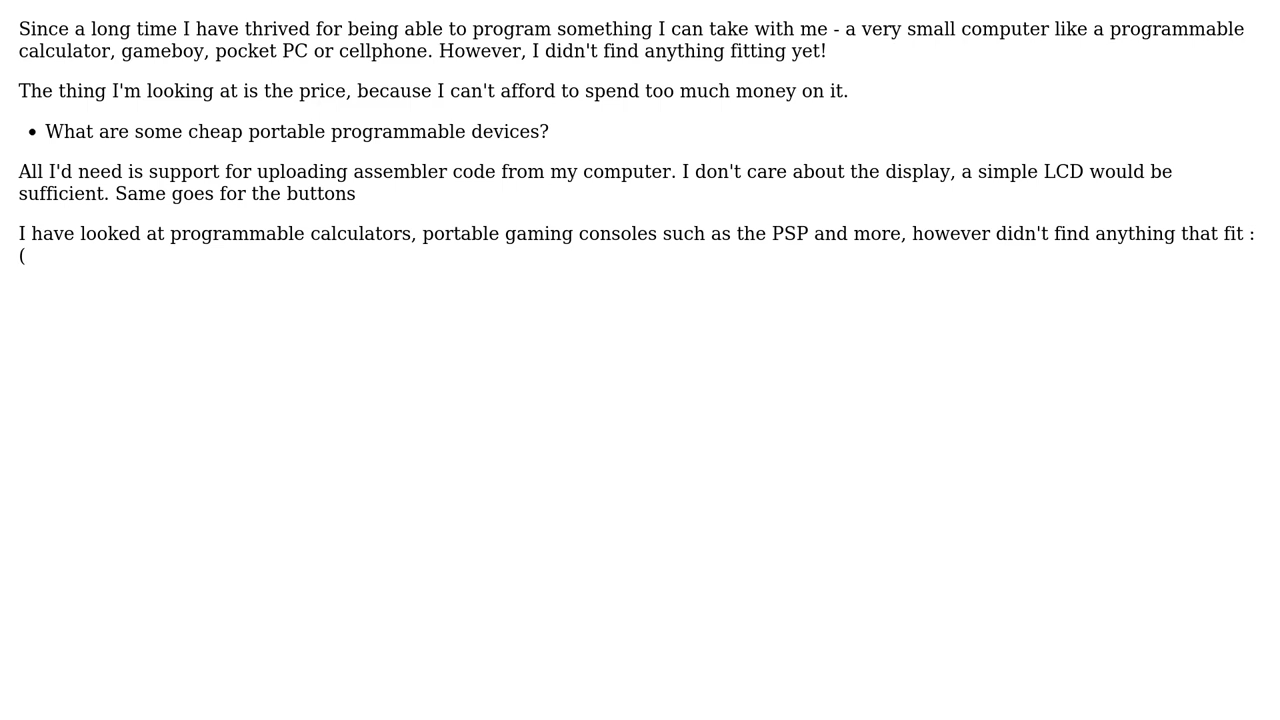 Since a long time I have thrived for being able to program something I can take with me - a very small computer like a programmable
calculator, gameboy, pocket PC or cellphone. However, I didn't find anything fitting yet!
The thing I'm looking at is the price, because I can't afford to spend too much money on it.
• What are some cheap portable programmable devices?
All I'd need is support for uploading assembler code from my computer. I don't care about the display, a simple LCD would be
sufficient. Same goes for the buttons
I have looked at programmable calculators, portable gaming consoles such as the PSP and more, however didn't find anything that fit :
(